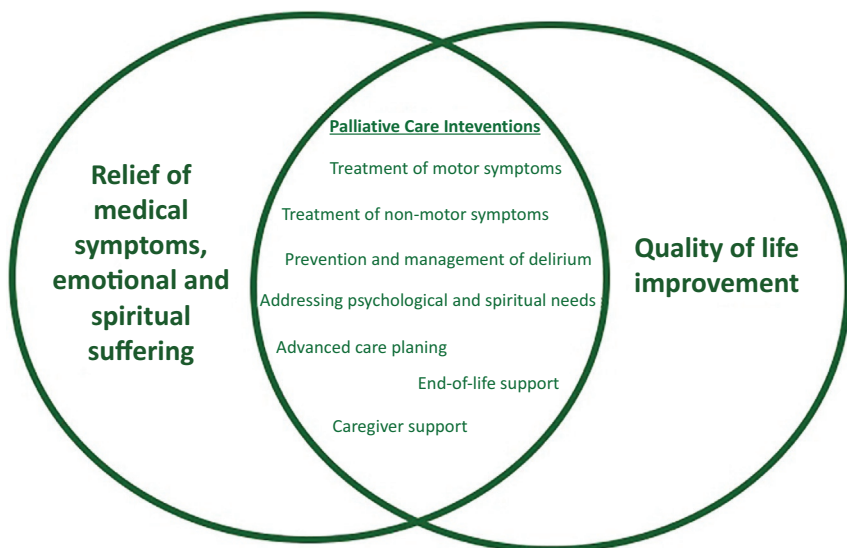 Relief of
medical
symptoms,
emotional and
spiritual
suffering
Palliative Care Inteventions
Treatment of motor symptoms
Treatment of non-motor symptoms
Prevention and management of delirium
Addressing psychological and spiritual needs
Advanced care planing
End-of-life support
Caregiver support
Quality of life
improvement